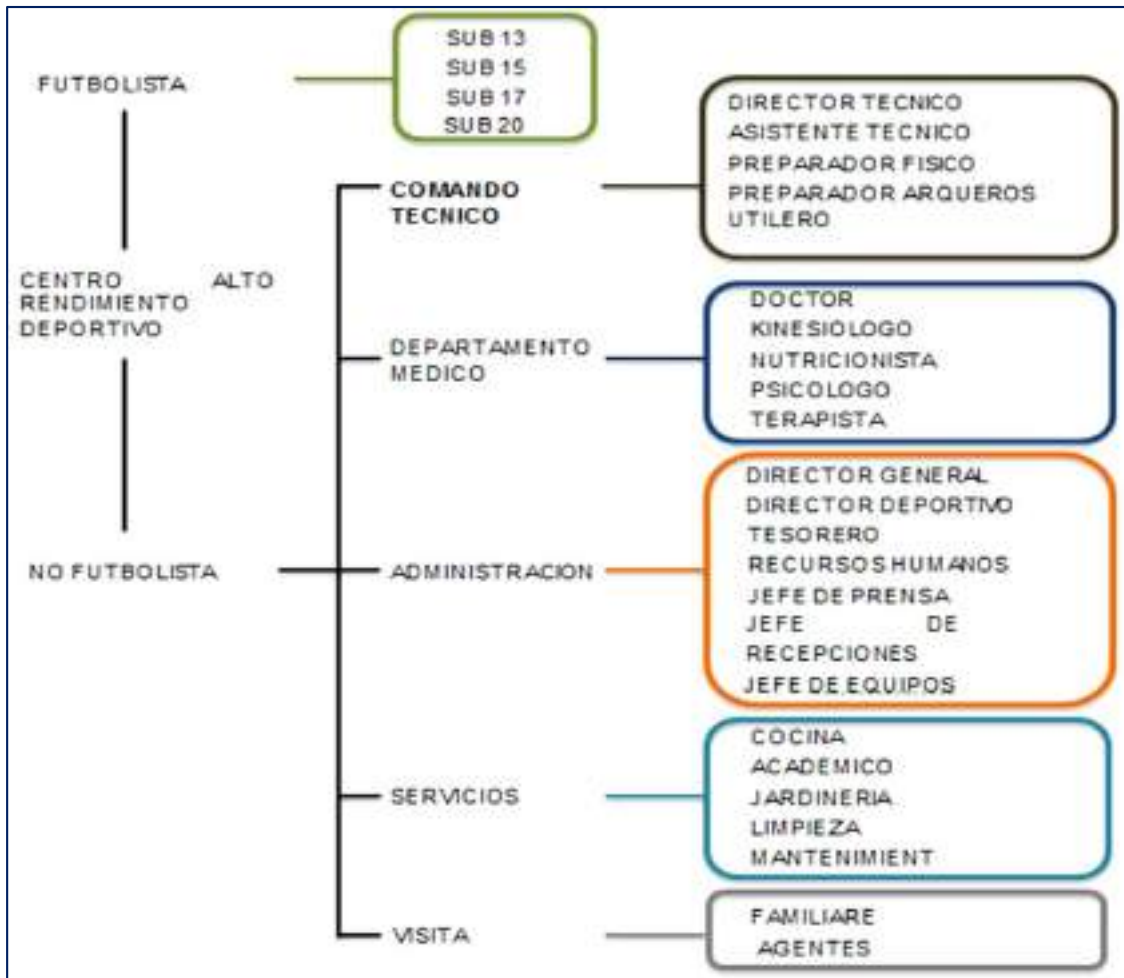 SUB 13
SUB 15
SUB 17
SUB 20
FUTBOLISTA
CENTRO ALTO
RENDIMIENTO
DEPORTIVO
NO FUTBOLISTA
COMANDO
TECNICO
DIRECTOR TECNICO
ASISTENTE TECNICO
PREPARADOR FISICO
PREPARADOR ARQUEROS
UTILERO
DEPARTAMENTO
MEDICO
DOCTOR
KINESIÓLOGO
NUTRICIONISTA
PSICOLOGO
TERAPISTA
ADMINISTRACION
DIRECTOR GENERAL
DIRECTOR DEPORTIVO
TESORERO
RECURSOS HUMANOS
JEFE DE PRENSA
JEFE DE
RECEPCIONES
JEFE DE EQUIPOS
SERVICIOS
COCINA
ACADEMICO
JARDINERIA
LIMPIEZA
MANTENIMIENT
VISITA
FAMILIARE
AGENTES